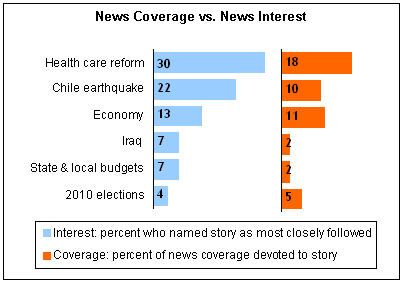 News Coverage vs. News Interest
Health care reform 30 18
Chile earthquake 22 10
Economy 13 11
Iraq 7 2
State & local budgets 7 2
2010 elections 4 5
Interest: percent who named story as most closely followed
Coverage: percent of news coverage devoted to story